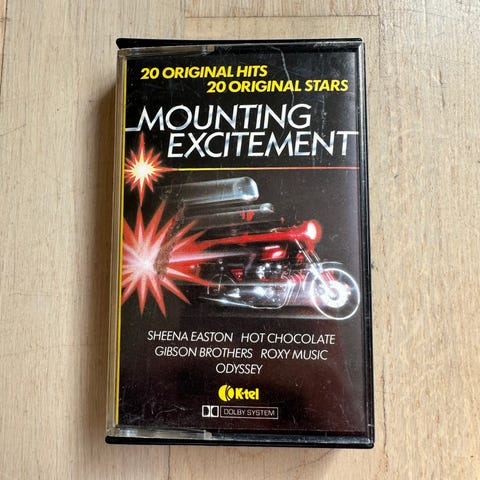 20 ORIGINAL HITS
20 ORIGINAL STARS
MOUNTING
EXCITEMENT
SHEENA EASTON HOT CHOCOLATE
GIBSON BROTHERS ROXY MUSIC
ODYSSEY
K-tel
DOLBY SYSTEM